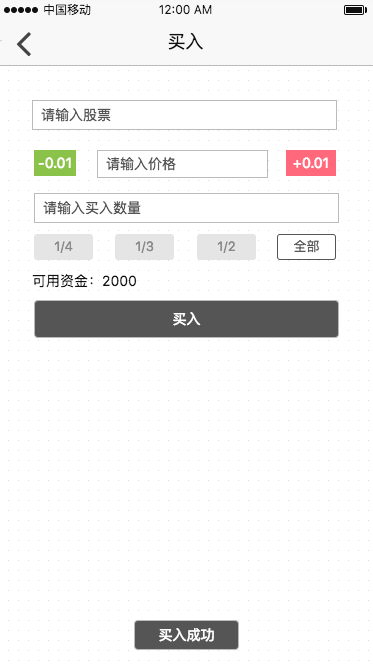 中国移动 12:00 AM
买入
请输入股票
-0.01 请输入价格 +0.01
请输入买入数量
1/4 1/3 1/2 全部
可用资金：2000
买入
买入成功